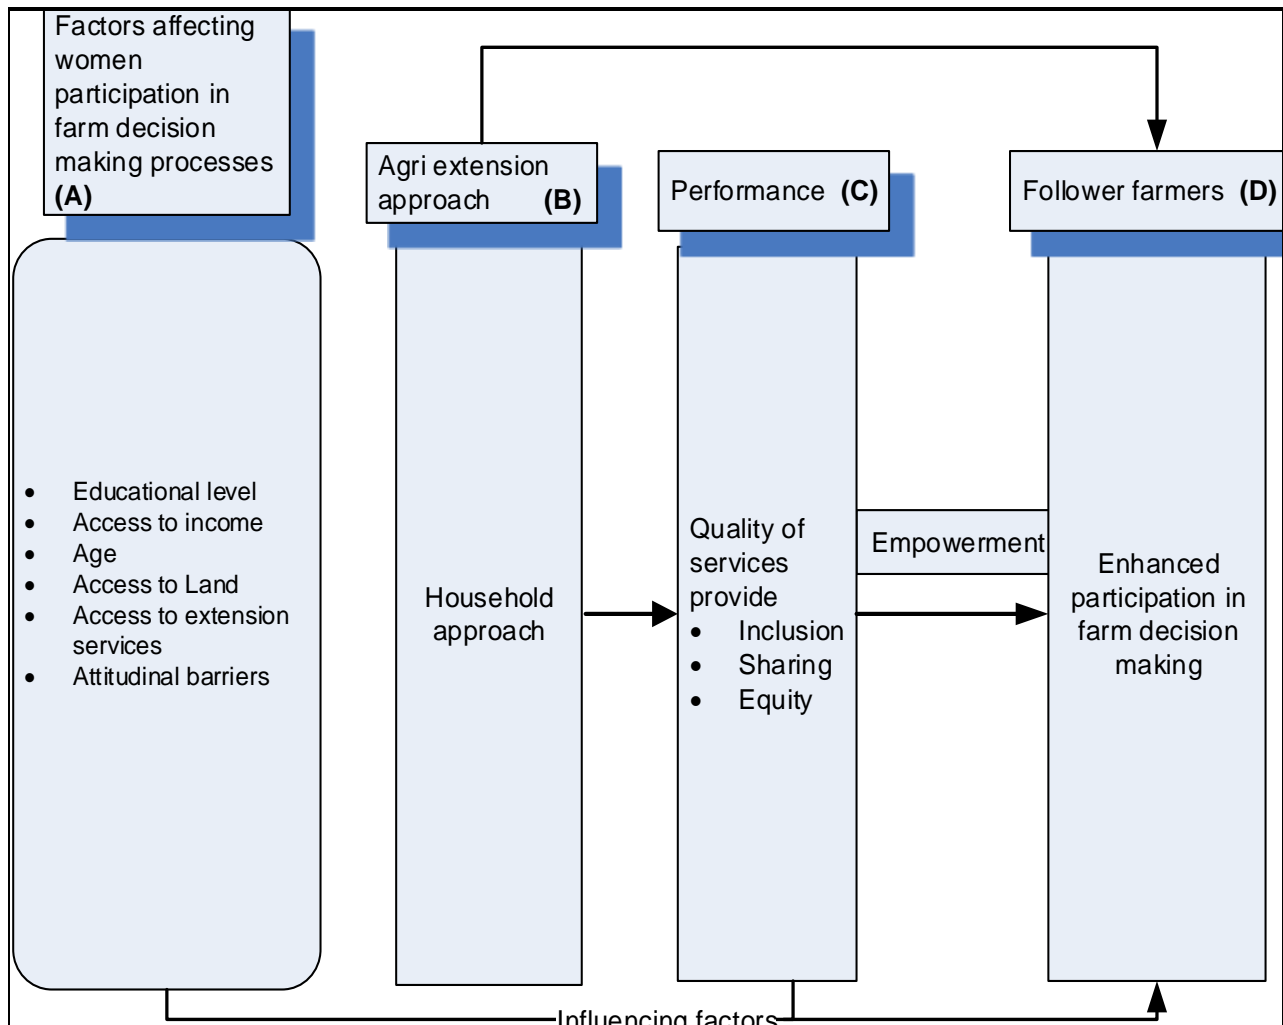 Factors affecting
women
participation in
farm decision
making processes
(A)
Agri extension
approach (B)
Performance (C)
Follower farmers (D)
• Educational level
• Access to income
• Age
• Access to Land
• Access to extension
services
• Attitudinal barriers
Household
approach
Quality of
services
provide
• Inclusion
• Sharing
• Equity
Empowerment
Enhanced
participation in
farm decision
making
Influencing factors